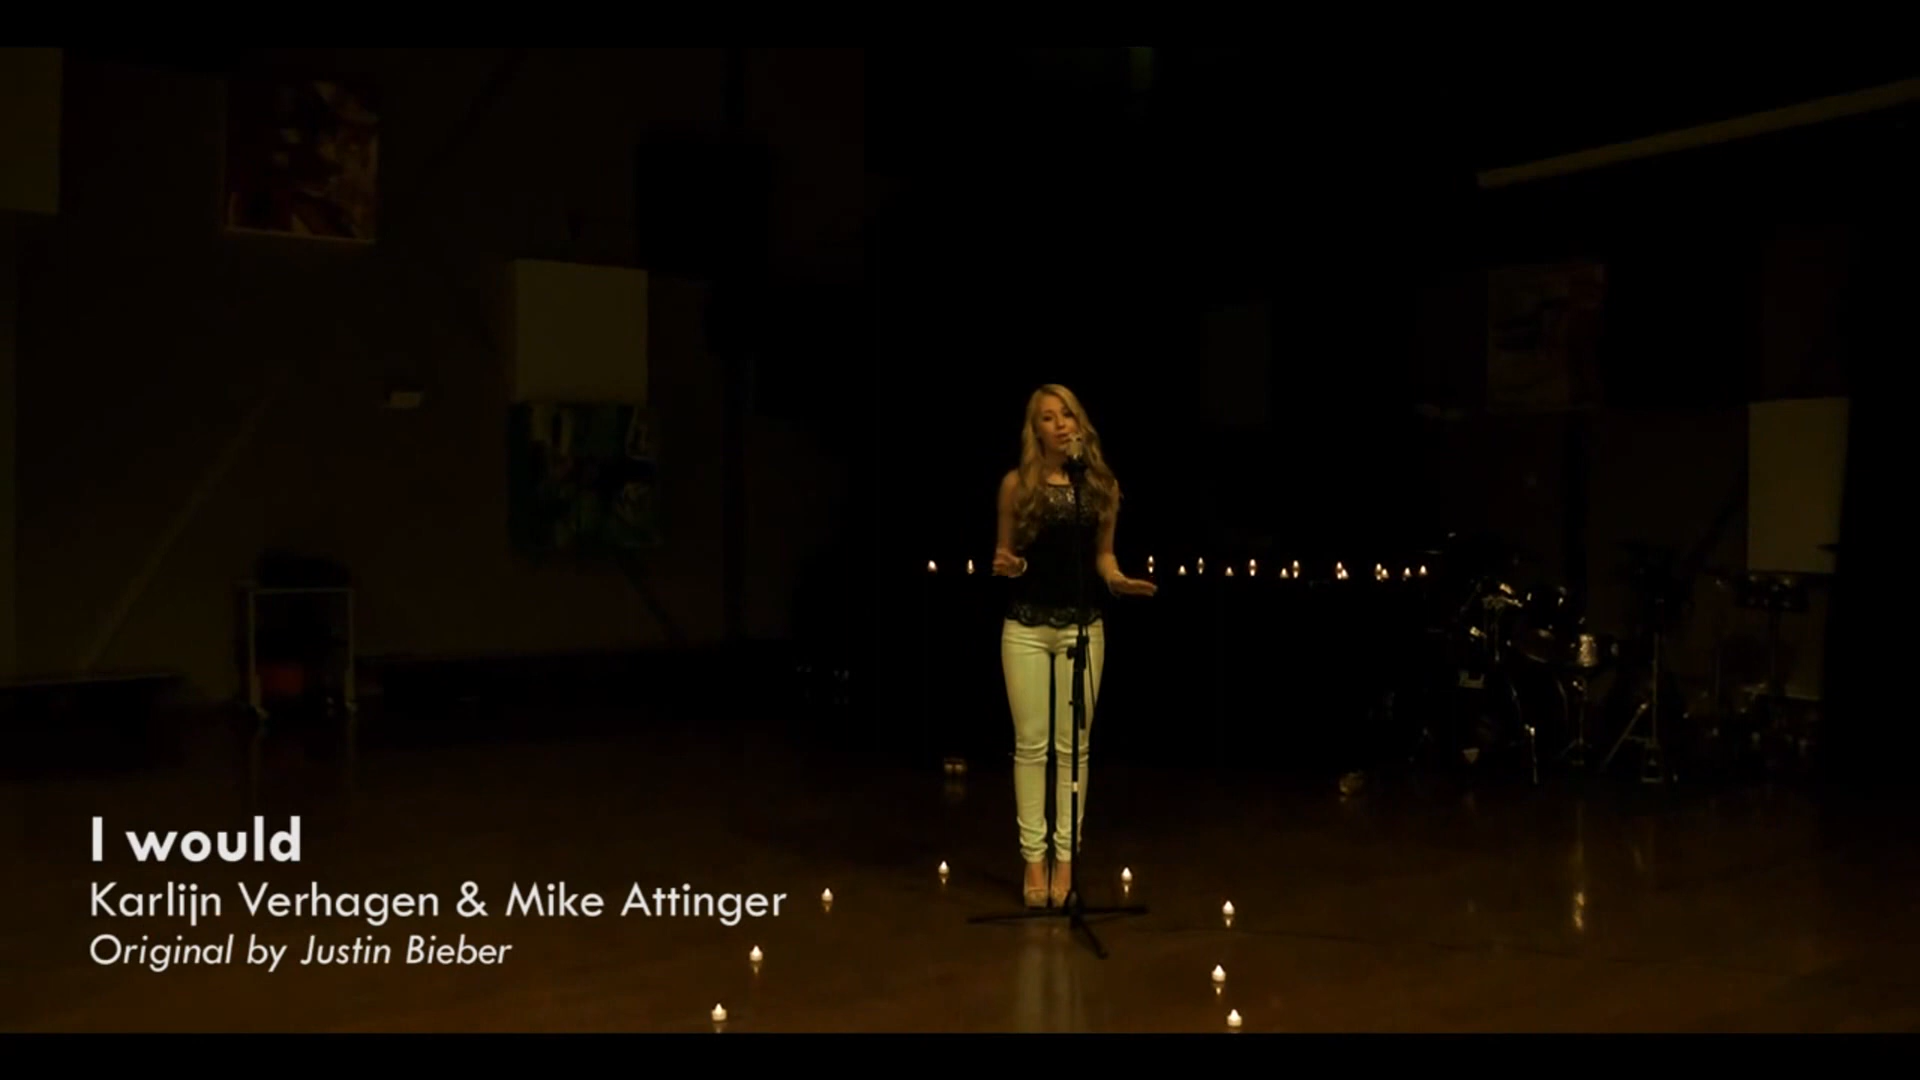 I would
Karlijn Verhagen & Mike Attinger
Original by Justin Bieber